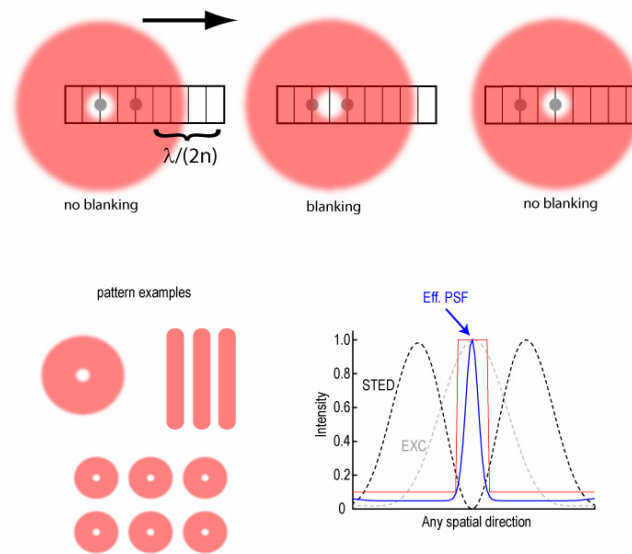 λ/(2n)
no blanking
blanking
no blanking
pattern examples
Eff. PSF
1.0
0.8
0.6
0.4
0.2
0
Intensity
STED
EXC
Any spatial direction